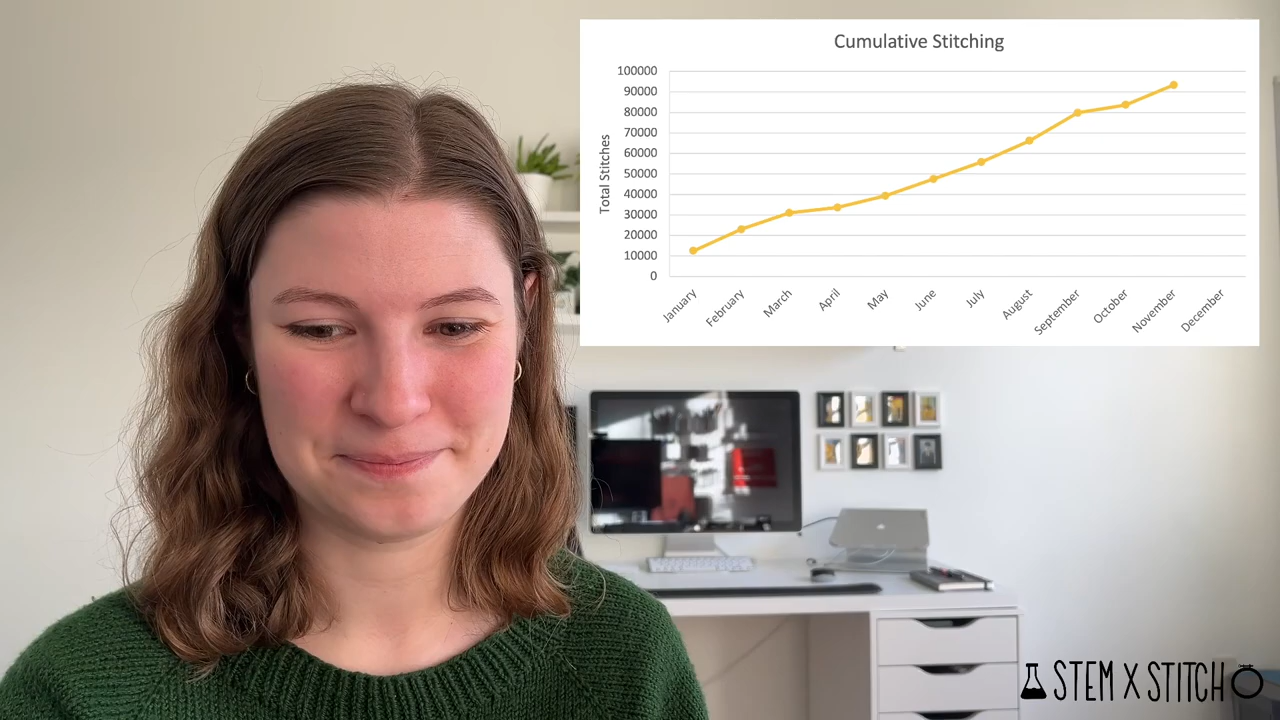 Cumulative Stitching
Total Stitches
100000
90000
80000
70000
60000
50000
40000
30000
20000
10000
0
January
February
March
April
May
June
July
August
September
October
November
December
STEM X STITCH